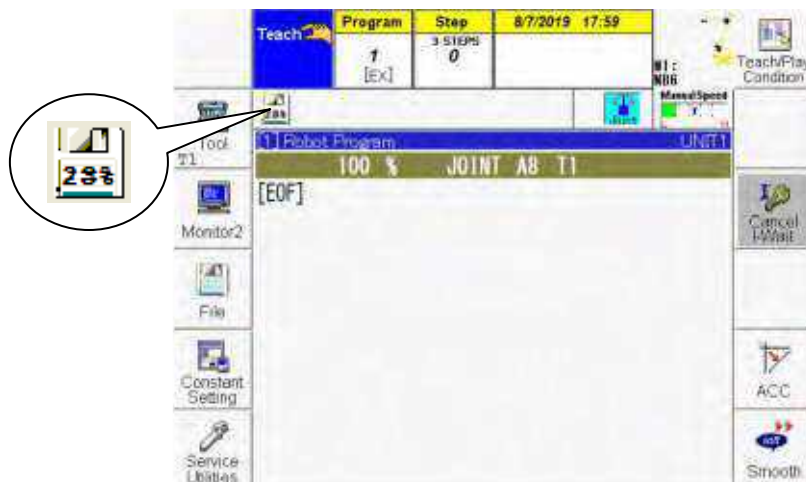 Teach
Program
1
[EX]
Step
3 STEPS
0
8/7/2019 17:59
Teach/Play
Condition
Manual Speed
23%
Tool
T1
Joint
[1] Robot Program
UNIT1
100 % JOINT A8 T1
[EOF]
Monitor2
Cancel
I-Wait
File
Constant
Setting
ACC
Service
Utilities
Smooth